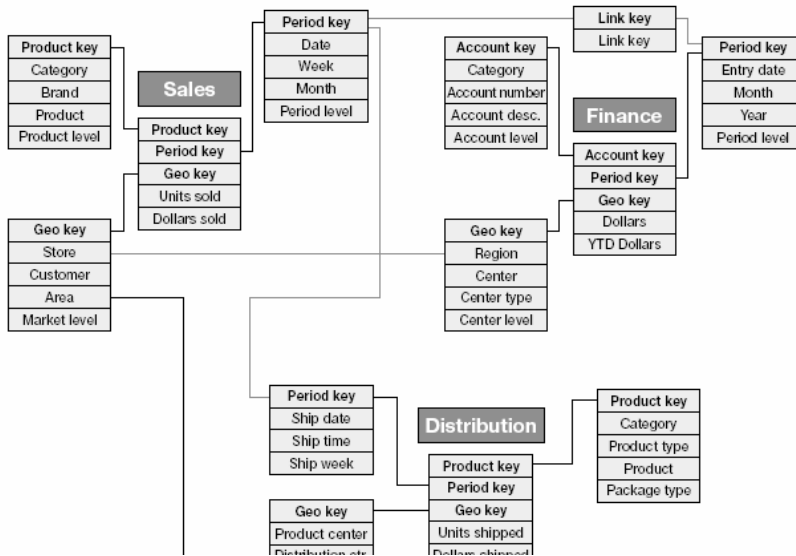 Product key
Category
Brand
Product
Product level
Sales
Product key
Period key
Geo key
Units sold
Dollars sold
Period key
Date
Week
Month
Period level
Geo key
Store
Customer
Area
Market level
Account key
Category
Account number
Account desc.
Account level
Link key
Link key
Period key
Entry date
Month
Year
Period level
Finance
Account key
Period key
Geo key
Dollars
YTD Dollars
Geo key
Region
Center
Center type
Center level
Period key
Ship date
Ship time
Ship week
Distribution
Product key
Period key
Geo key
Units shipped
Dollars shipped
Product key
Category
Product type
Product
Package type
Geo key
Product center
Distribution ctr.